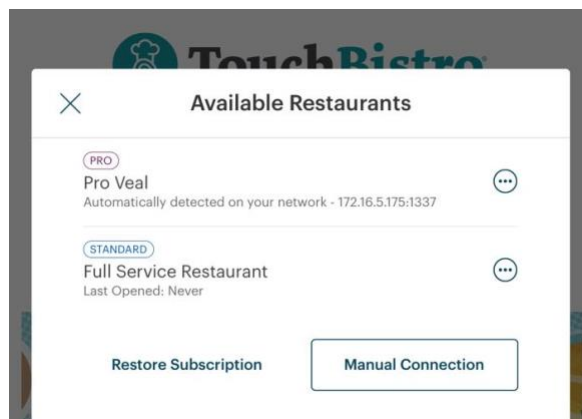 TouchBistro
Available Restaurants
PRO
Pro Veal
Automatically detected on your network - 172.16.5.175:1337
STANDARD
Full Service Restaurant
Last Opened: Never
Restore Subscription
Manual Connection